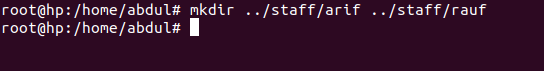 root@hp:/home/abdul# mkdir ../staff/arif ../staff/rauf
root@hp:/home/abdul#